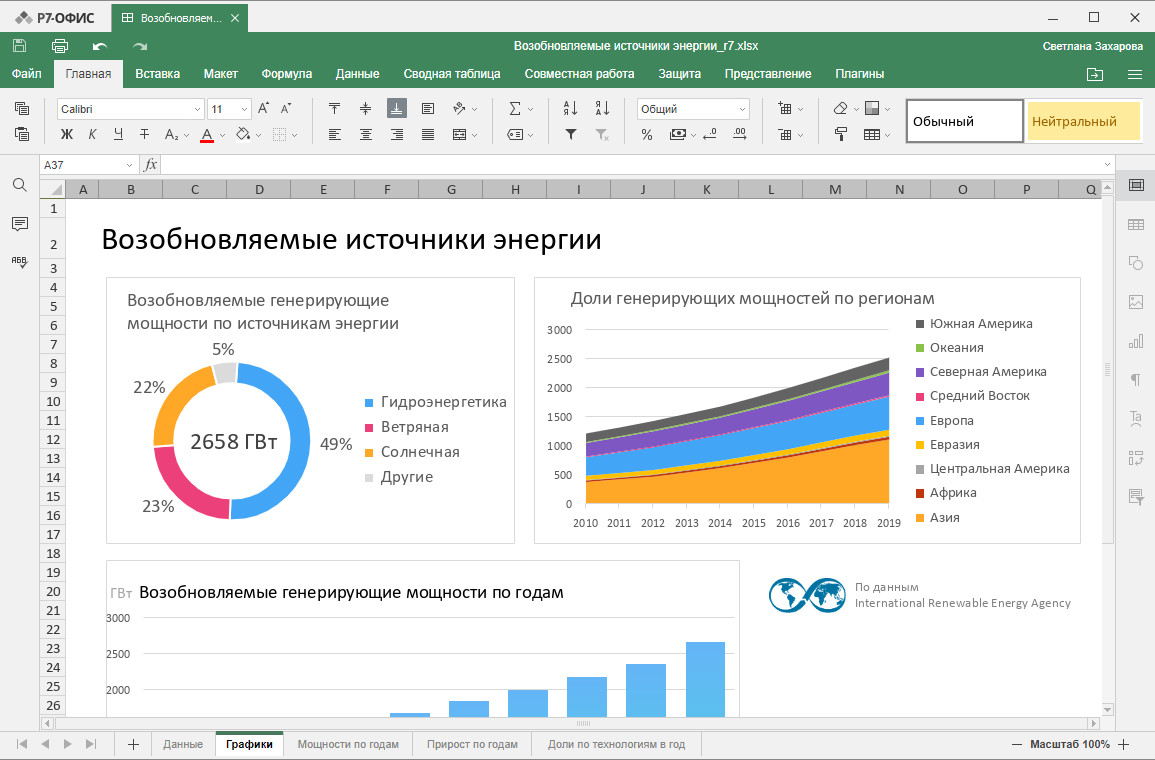 Р7-ОФИС
Возобновляем...
Возобновляемые источники энергии_r7.xlsx
Светлана Захарова
Файл Главная Вставка Макет Формула Данные Сводная таблица Совместная работа Защита Представление Плагины
Calibri 11 Общий
Ж К Ч Т
Обычный Нейтральный
A37 fx
A B C D E F G H I J K L M N O P Q
1
2
3
4
5
6
7
8
9
10
11
12
13
14
15
16
17
18
19
20
21
22
23
24
25
26
Возобновляемые источники энергии
Возобновляемые генерирующие
мощности по источникам энергии
5%
22%
2658 ГВт
49%
23%
Гидроэнергетика
Ветряная
Солнечная
Другие
Доли генерирующих мощностей по регионам
3000
2500
2000
1500
1000
500
0
2010 2011 2012 2013 2014 2015 2016 2017 2018 2019
Южная Америка
Океания
Северная Америка
Средний Восток
Европа
Евразия
Центральная Америка
Африка
Азия
ГВт Возобновляемые генерирующие мощности по годам
3000
2500
2000
По данным
International Renewable Energy Agency
Данные Графики Мощности по годам Прирост по годам Доли по технологиям в год
Масштаб 100%